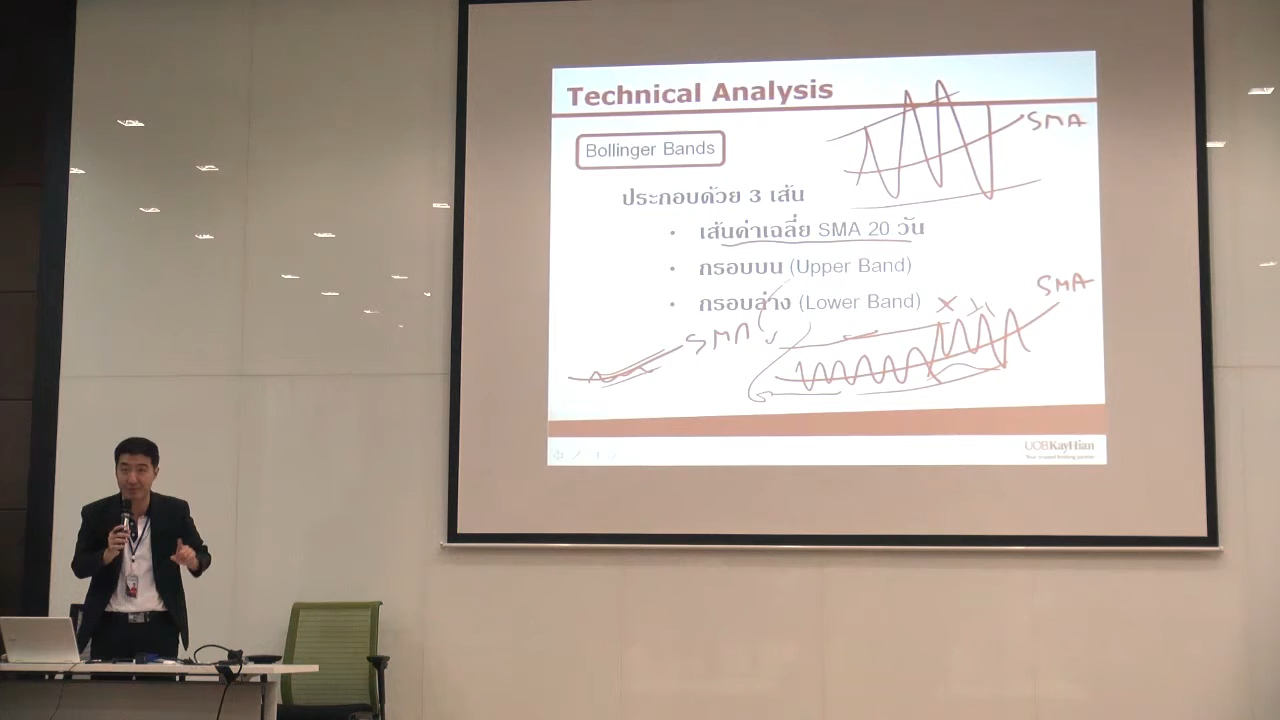 Technical Analysis
SMA
Bollinger Bands
ประกอบด้วย 3 เส้น
• เส้นค่าเฉลี่ย SMA 20 วัน
• กรอบบน (Upper Band)
• กรอบล่าง (Lower Band)
SMA
SMA
UOBKayHian